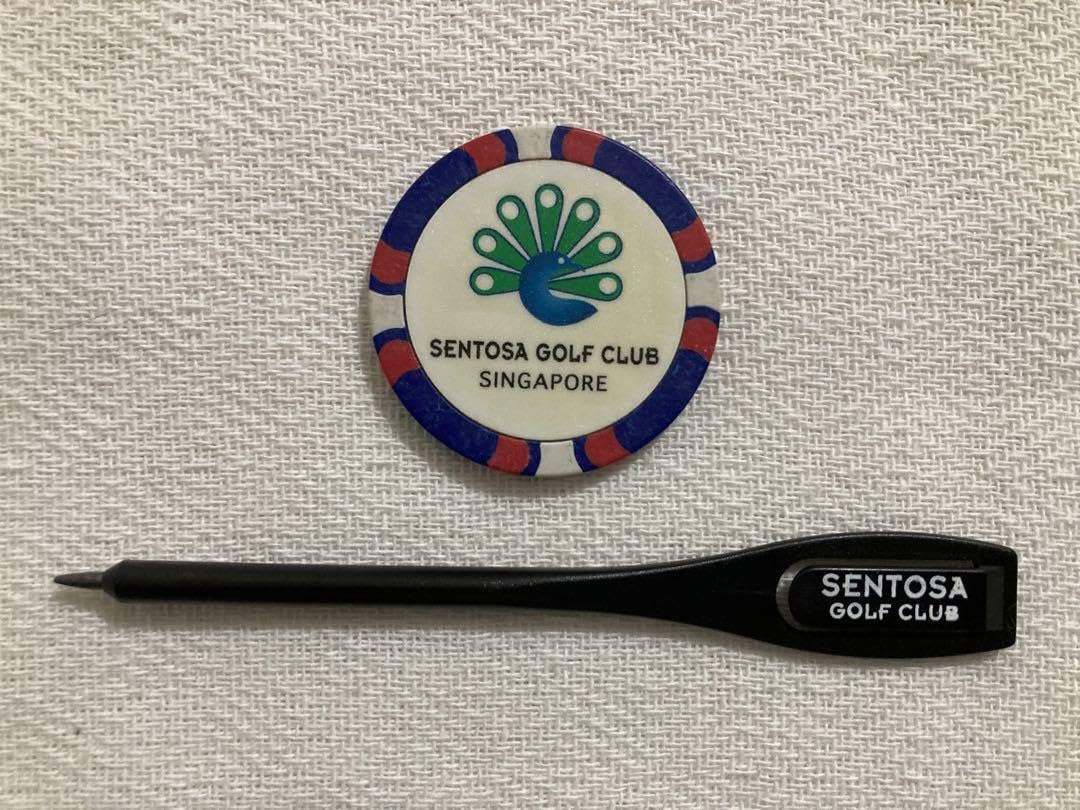 SENTOSA GOLF CLUB
SINGAPORE
SENTOSA
GOLF CLUB